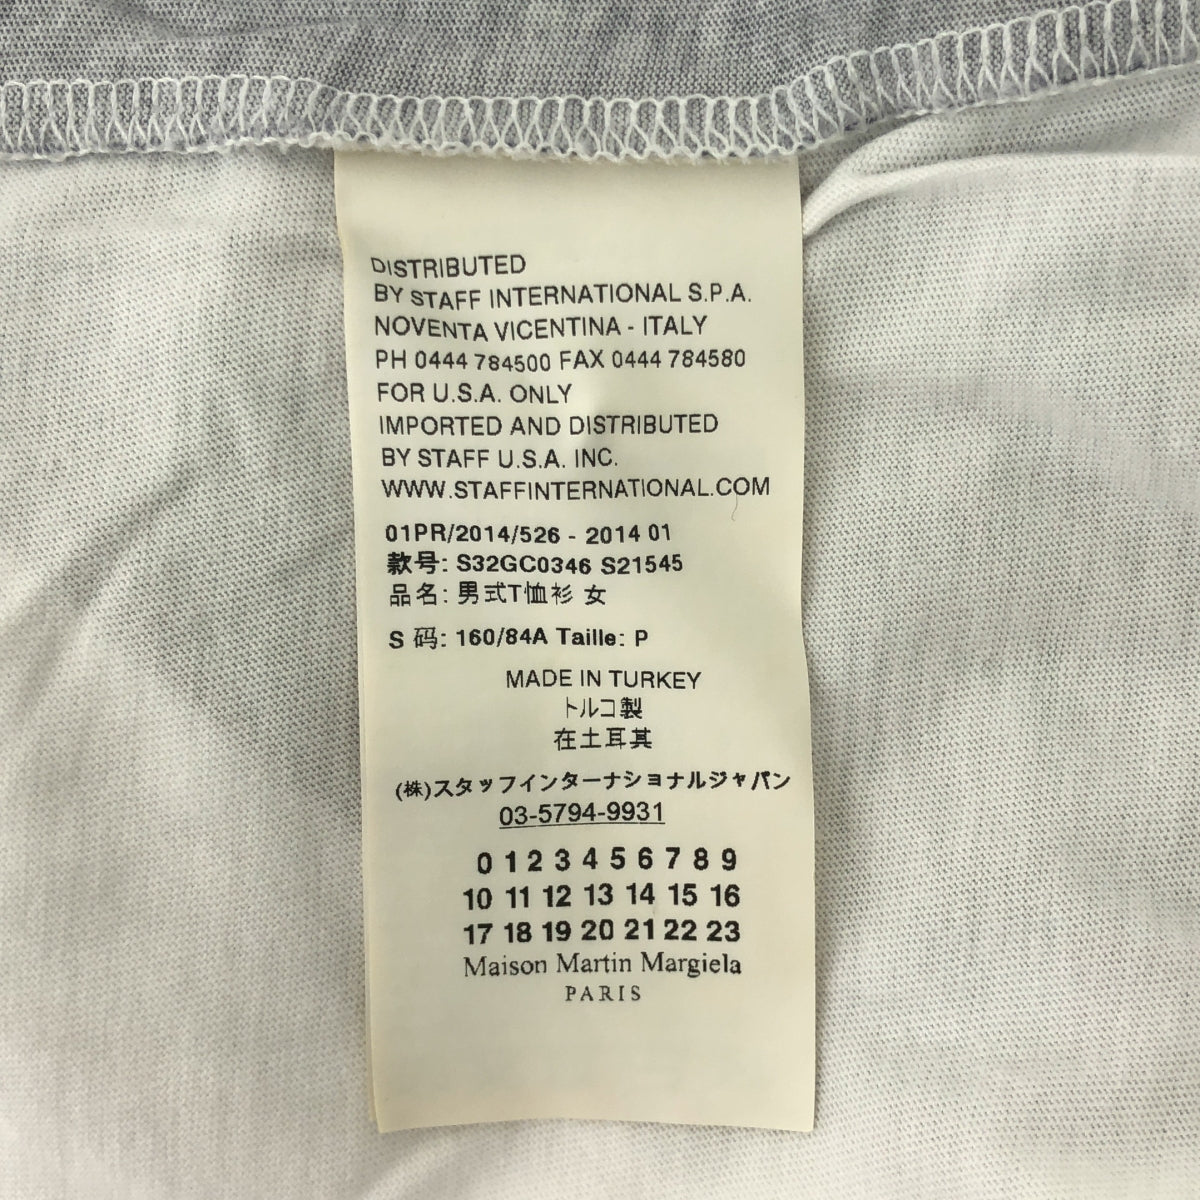 DISTRIBUTED
BY STAFF INTERNATIONAL S.P.A.
NOVENTA VICENTINA - ITALY
PH 0444 784500 FAX 0444 784580
FOR U.S.A. ONLY
IMPORTED AND DISTRIBUTED
BY STAFF U.S.A. INC.
WWW.STAFFINTERNATIONAL.COM
01PR/2014/526 - 2014 01
款号: S32GC0346 S21545
品名: 男式T恤衫 女
S 码: 160/84A Taille: P
MADE IN TURKEY
トルコ製
在土耳其
(株)スタッフインターナショナルジャパン
03-5794-9931
0 1 2 3 4 5 6 7 8 9
10 11 12 13 14 15 16
17 18 19 20 21 22 23
Maison Martin Margiela
PARIS